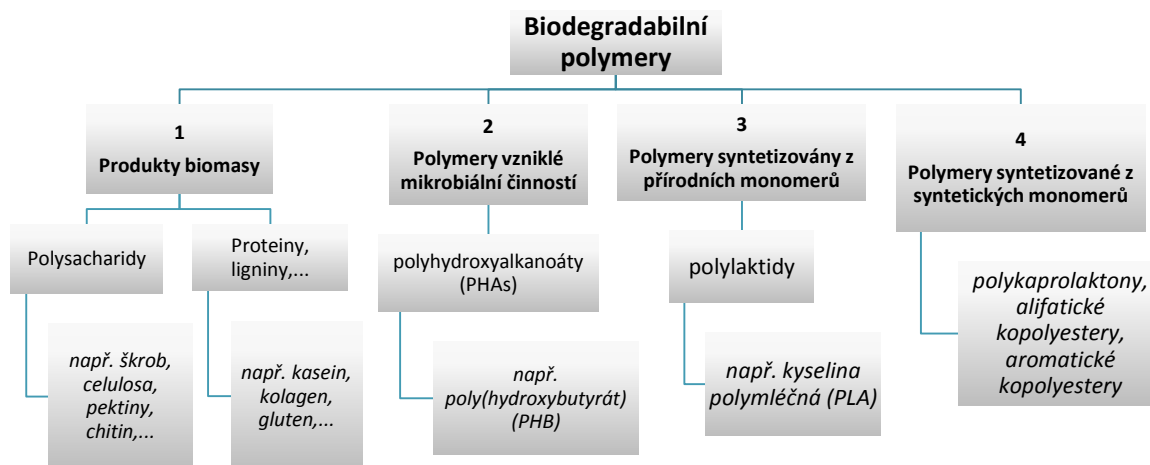 Biodegradabilní
polymery
1
Produkty biomasy
2
Polymery vzniklé
mikrobiální činností
3
Polymery syntetizovány z
přírodních monomerů
4
Polymery syntetizované z
syntetických monomerů
Polysacharidy
Proteiny,
ligniny,...
polyhydroxyalkanoáty
(PHAs)
polylaktidy
polykaprolaktony,
alifatické
kopolyestery,
aromatické
kopolyestery
např. škrob,
celulosa,
pektiny,
chitin,...
např. kasein,
kolagen,
gluten,...
např.
poly(hydroxybutyrát)
(PHB)
např. kyselina
polymléčná (PLA)